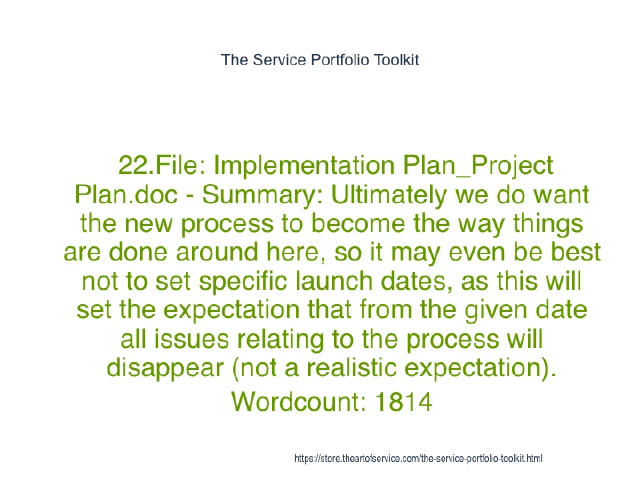 The Service Portfolio Toolkit
22.File: Implementation Plan_Project
Plan.doc - Summary: Ultimately we do want
the new process to become the way things
are done around here, so it may even be best
not to set specific launch dates, as this will
set the expectation that from the given date
all issues relating to the process will
disappear (not a realistic expectation).
Wordcount: 1814
https://store.theartofservice.com/the-service-portfolio-toolkit.html